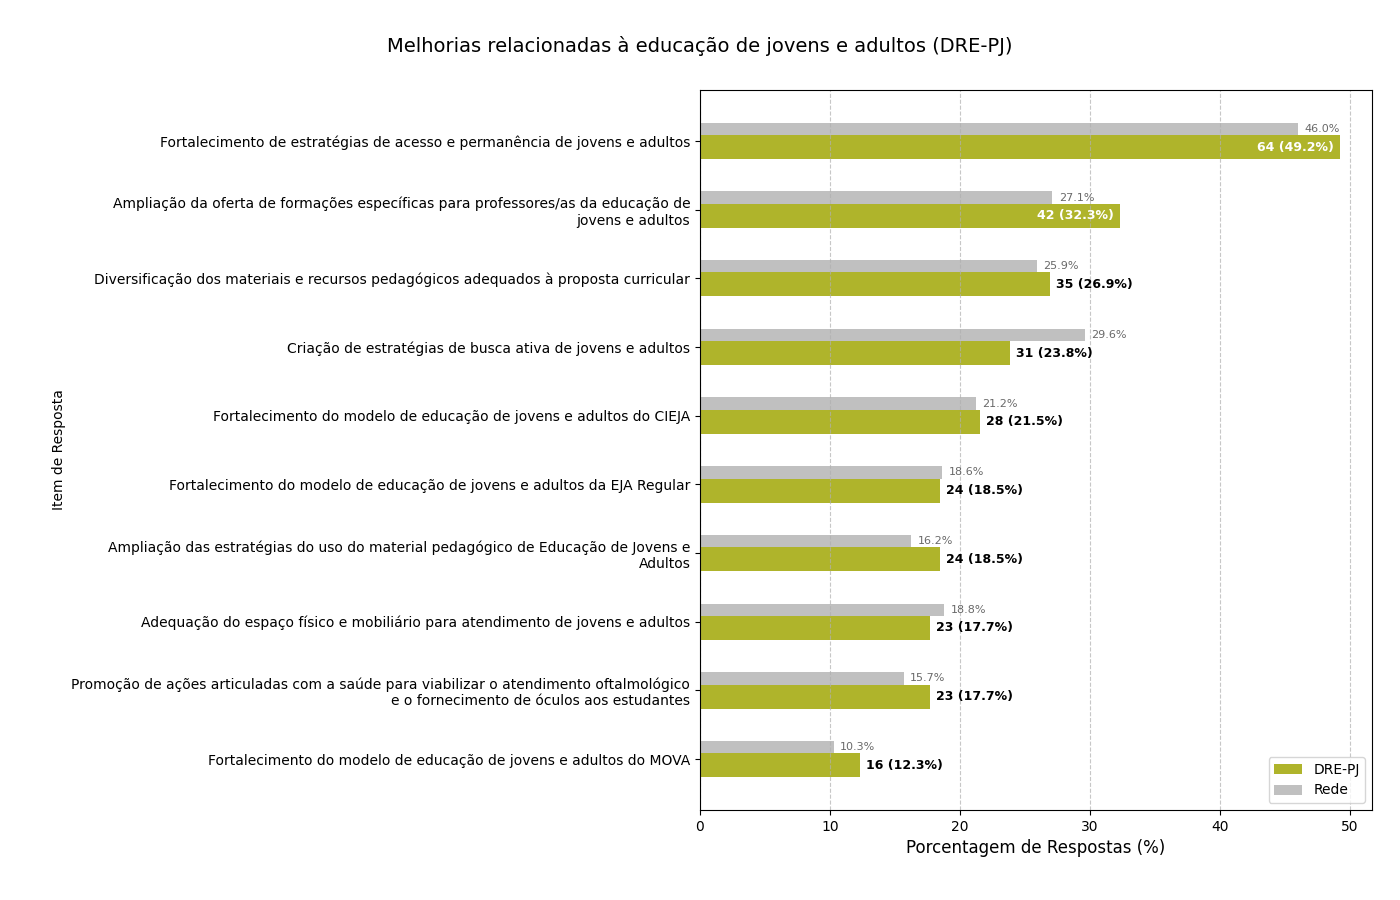 Melhorias relacionadas à educação de jovens e adultos (DRE-PJ)
Item de Resposta
Fortalecimento de estratégias de acesso e permanência de jovens e adultos
46.0%
64 (49.2%)
Ampliação da oferta de formações específicas para professores/as da educação de
jovens e adultos
27.1%
42 (32.3%)
Diversificação dos materiais e recursos pedagógicos adequados à proposta curricular
25.9%
35 (26.9%)
Criação de estratégias de busca ativa de jovens e adultos
29.6%
31 (23.8%)
Fortalecimento do modelo de educação de jovens e adultos do CIEJA
21.2%
28 (21.5%)
Fortalecimento do modelo de educação de jovens e adultos da EJA Regular
18.6%
24 (18.5%)
Ampliação das estratégias do uso do material pedagógico de Educação de Jovens e
Adultos
16.2%
24 (18.5%)
Adequação do espaço físico e mobiliário para atendimento de jovens e adultos
18.8%
23 (17.7%)
Promoção de ações articuladas com a saúde para viabilizar o atendimento oftalmológico
e o fornecimento de óculos aos estudantes
15.7%
23 (17.7%)
Fortalecimento do modelo de educação de jovens e adultos do MOVA
10.3%
16 (12.3%)
DRE-PJ
Rede
0 10 20 30 40 50
Porcentagem de Respostas (%)